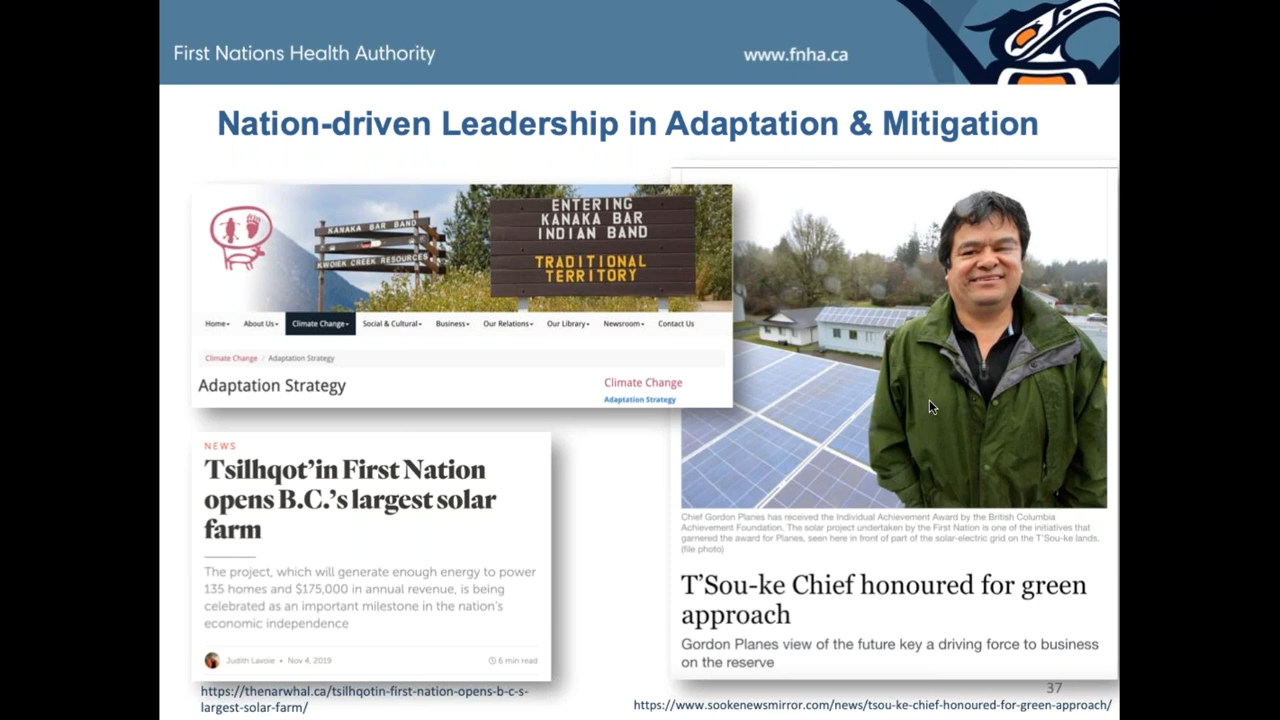 First Nations Health Authority
www.fnha.ca
Nation-driven Leadership in Adaptation & Mitigation
KANAKA BAR BAND
KWOIEK CREEK RESOURCES
ENTERING
KANAKA BAR
INDIAN BAND
TRADITIONAL
TERRITORY
Home
About Us
Climate Change
Social & Cultural
Business
Our Relations
Our Library
Newsroom
Contact Us
Climate Change / Adaptation Strategy
Adaptation Strategy
Climate Change
Adaptation Strategy
NEWS
Tsilhqot’in First Nation
opens B.C.’s largest solar
farm
The project, which will generate enough energy to power
135 homes and $175,000 in annual revenue, is being
celebrated as an important milestone in the nation's
economic independence
Judith Lavoie • Nov 4, 2019
6 min read
https://thenarwhal.ca/tsilhqotin-first-nation-opens-b-c-s-
largest-solar-farm/
Chief Gordon Planes has received the Individual Achievement Award by the British Columbia
Achievement Foundation. The solar project undertaken by the First Nation is one of the initiatives that
garnered the award for Planes, seen here in front of part of the solar-electric grid on the T'Sou-ke lands.
(file photo)
T’Sou-ke Chief honoured for green
approach
Gordon Planes view of the future key a driving force to business
on the reserve
37
https://www.sookenewsmirror.com/news/tsou-ke-chief-honoured-for-green-approach/